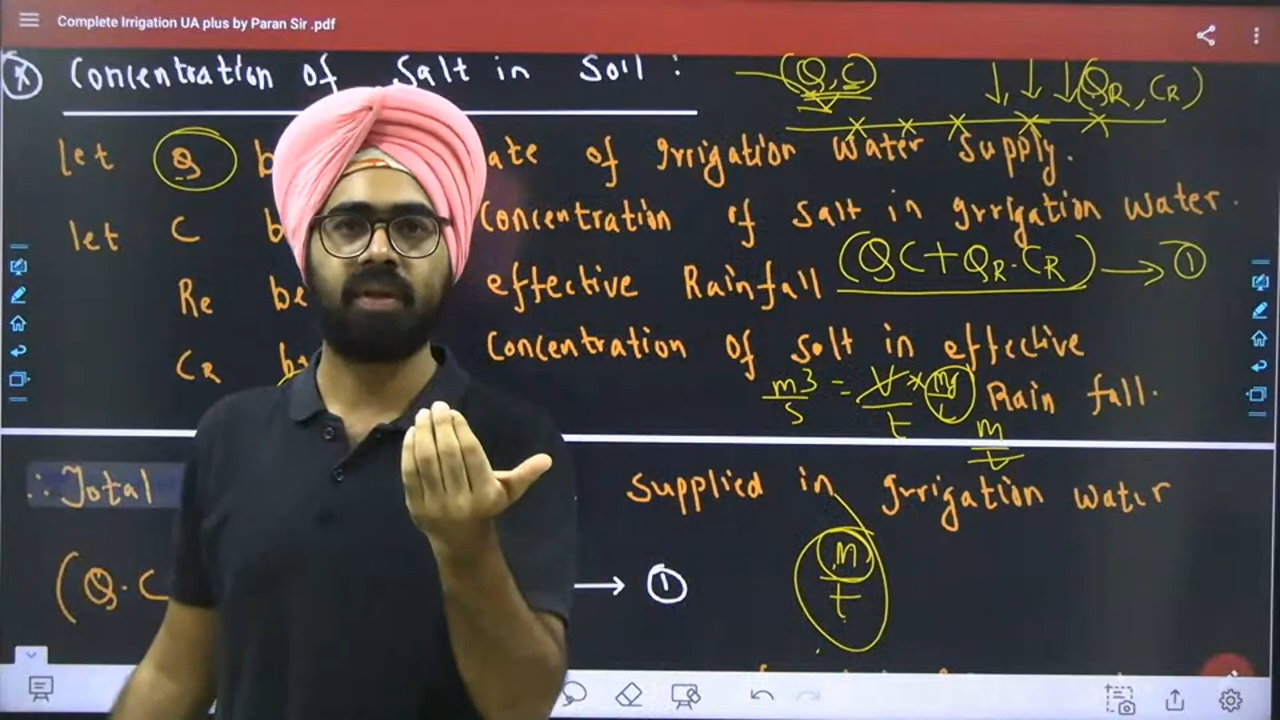 Complete Irrigation UA plus by Paran Sir .pdf
* Concentration of Salt in Soil :
(Q, C)
(QR, CR)
let Q b ate of Irrigation Water Supply.
let C b Concentration of Salt in Irrigation Water.
(QC + QR.CR) → ①
Re be effective Rainfall
CR be Concentration of Salt in effective
Rain fall.
m3/s = V/t ×
m/t
∴ Total Supplied in Irrigation water
(Q.C → ①
m/t